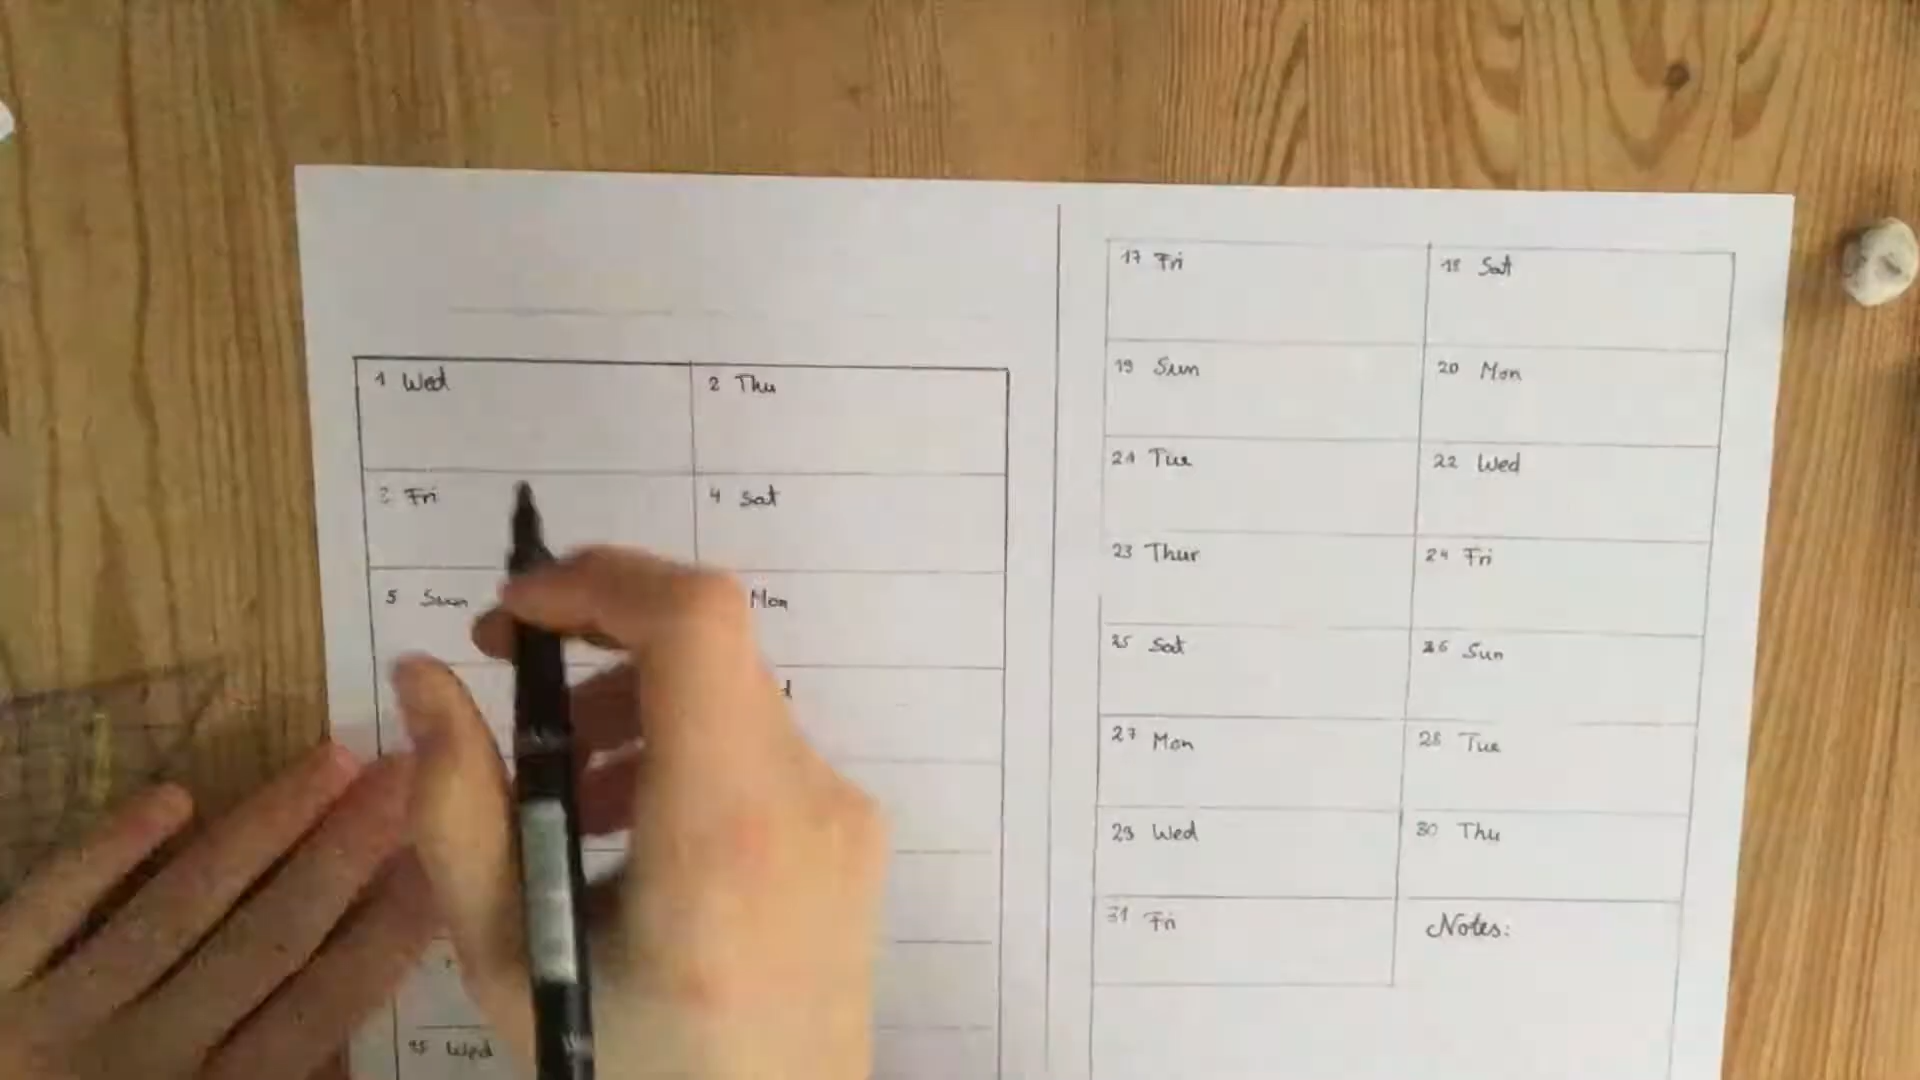 1 Wed
2 Thu
3 Fri
4 Sat
5 Sun
Mon
15 Wed
17 Fri
18 Sat
19 Sun
20 Mon
21 Tue
22 Wed
23 Thur
24 Fri
25 Sat
26 Sun
27 Mon
28 Tue
29 Wed
30 Thu
31 Fri
Notes: